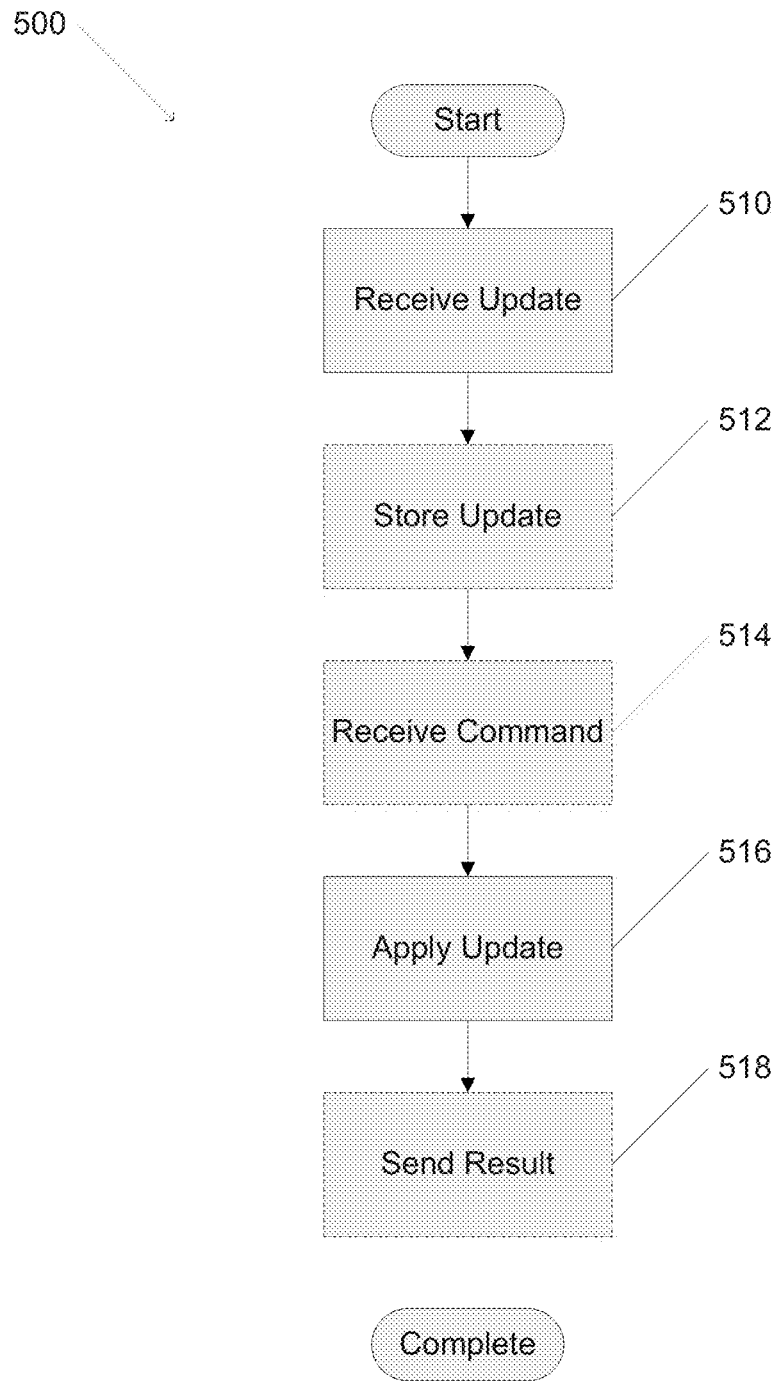 500
Start
510
Receive Update
512
Store Update
514
Receive Command
516
Apply Update
518
Send Result
Complete